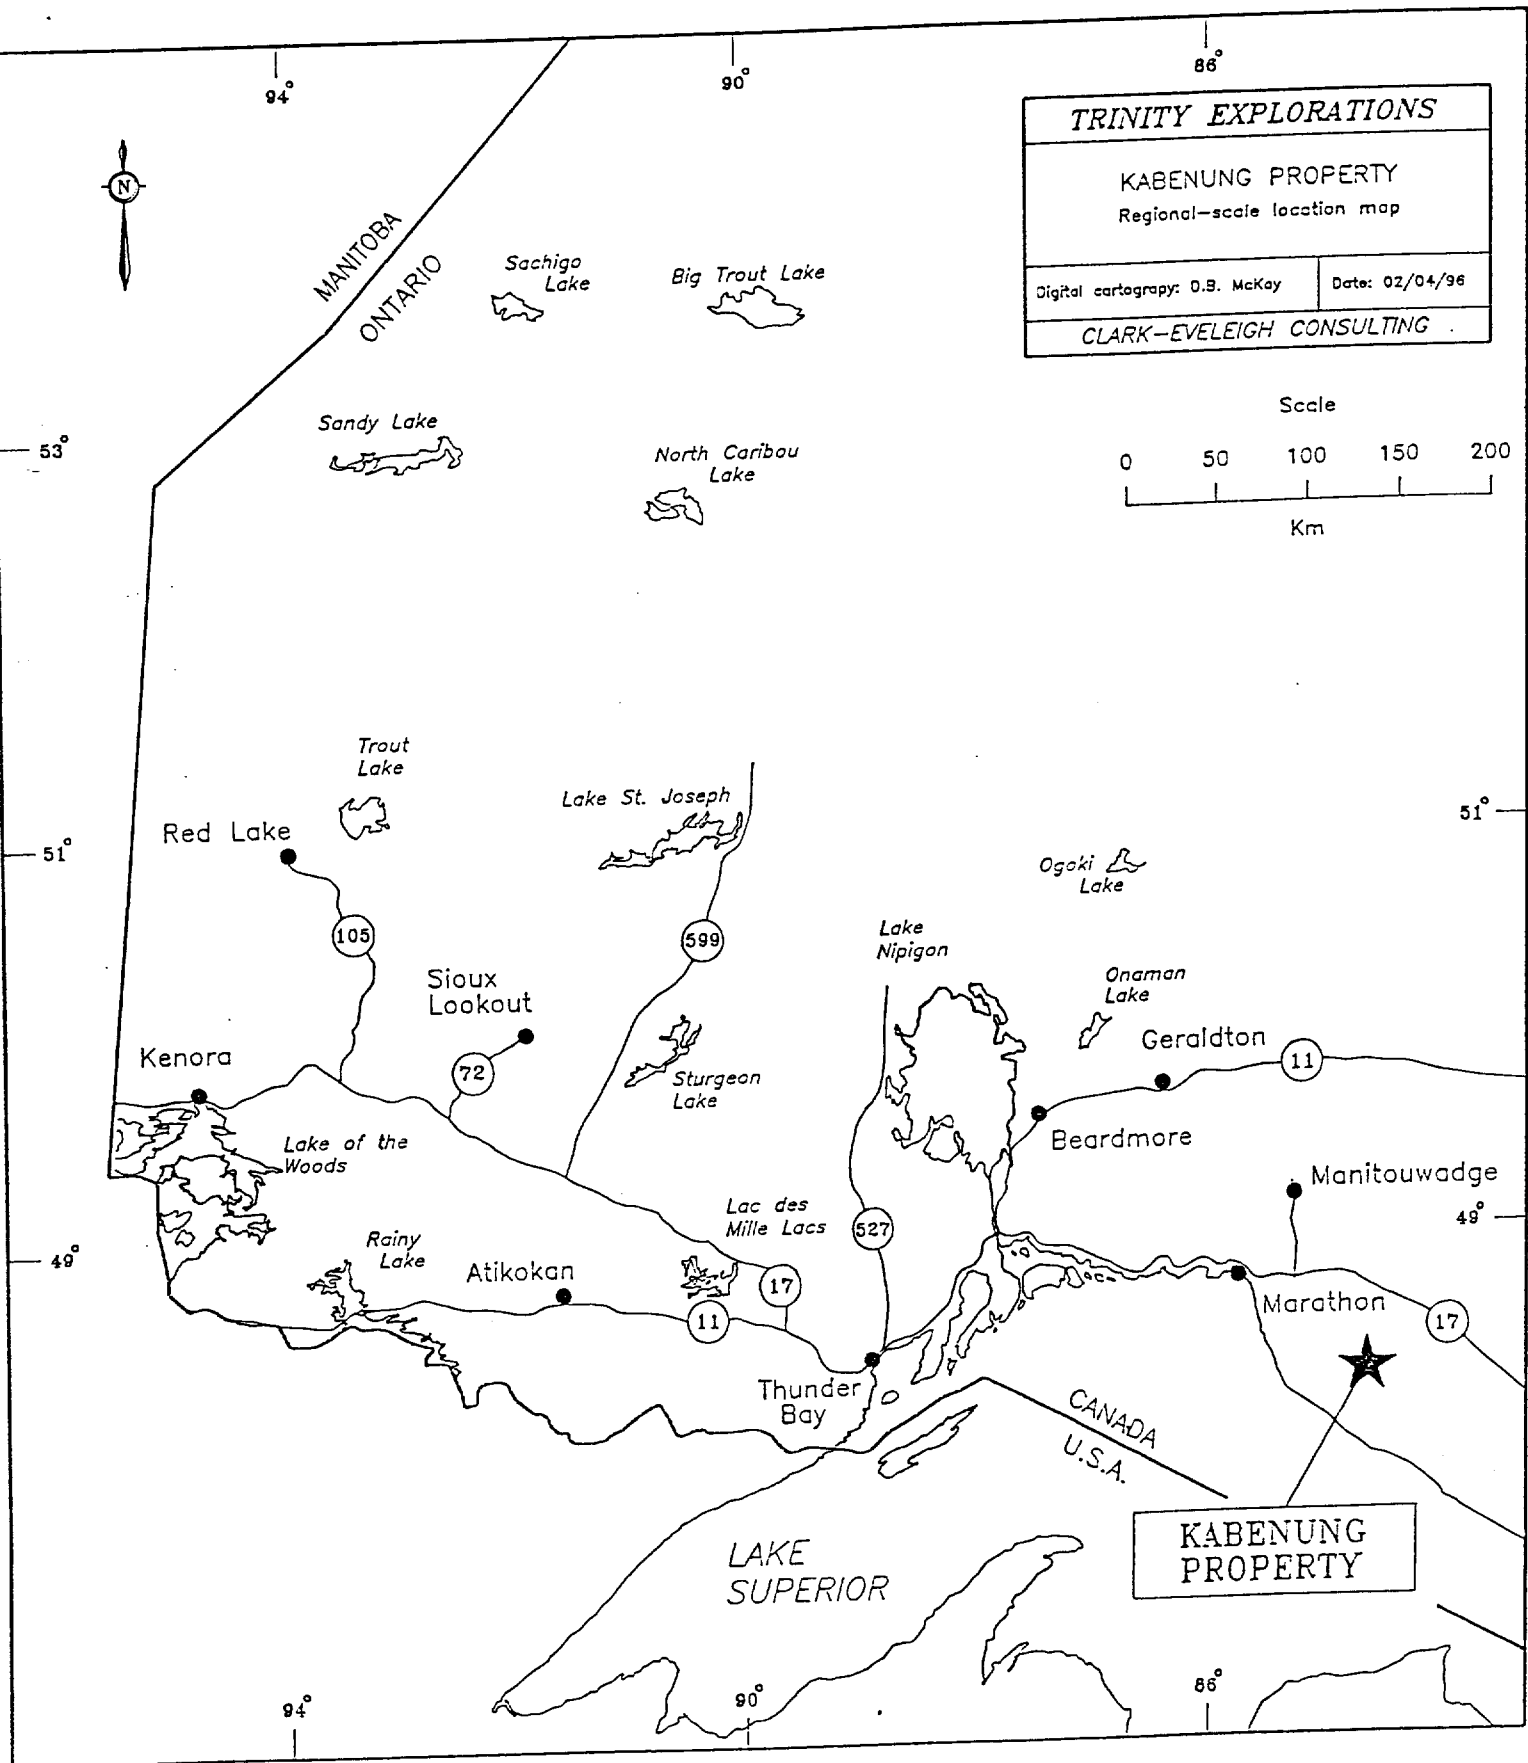 94°
90°
86°
TRINITY EXPLORATIONS
KABENUNG PROPERTY
Regional-scale location map
Digital cartograpy: D.B. McKay
Date: 02/04/96
CLARK-EVELEIGH CONSULTING
N
MANITOBA
ONTARIO
Sachigo
Lake
Big Trout Lake
Scale
0 50 100 150 200
Km
Sandy Lake
53°
North Caribou
Lake
Trout
Lake
Lake St. Joseph
51°
Red Lake
51°
Ogoki
Lake
105
599
Lake
Nipigon
Sioux
Lookout
Onaman
Lake
Geraldton
11
Kenora
72
Sturgeon
Lake
Beardmore
Lake of the
Woods
Manitouwadge
Lac des
Mille Lacs
527
49°
Rainy
Lake
49°
Atikokan
17
11
Marathon
17
Thunder
Bay
CANADA
U.S.A.
KABENUNG
PROPERTY
LAKE
SUPERIOR
94°
90°
86°